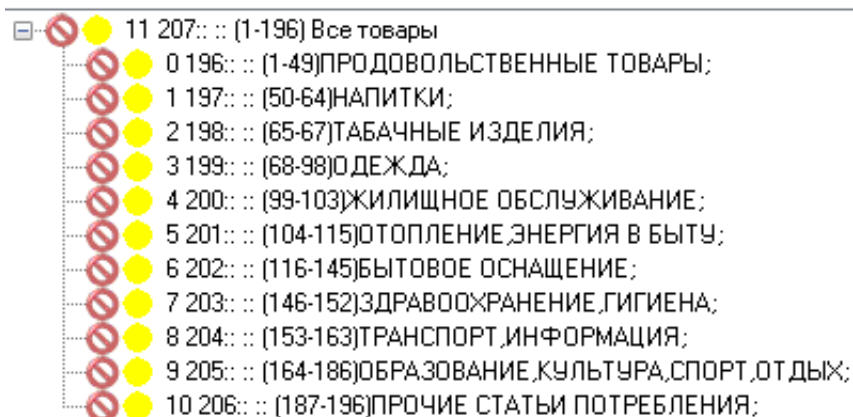 11 207:: :: (1-196) Все товары
0 196:: :: (1-49)ПРОДОВОЛЬСТВЕННЫЕ ТОВАРЫ;
1 197:: :: (50-64)НАПИТКИ;
2 198:: :: (65-67)ТАБАЧНЫЕ ИЗДЕЛИЯ;
3 199:: :: (68-98)ОДЕЖДА;
4 200:: :: (99-103)ЖИЛИЩНОЕ ОБСЛУЖИВАНИЕ;
5 201:: :: (104-115)ОТОПЛЕНИЕ,ЭНЕРГИЯ В БЫТУ;
6 202:: :: (116-145)БЫТОВОЕ ОСНАЩЕНИЕ;
7 203:: :: (146-152)ЗДРАВООХРАНЕНИЕ,ГИГИЕНА;
8 204:: :: (153-163)ТРАНСПОРТ,ИНФОРМАЦИЯ;
9 205:: :: (164-186)ОБРАЗОВАНИЕ,КУЛЬТУРА,СПОРТ,ОТДЫХ;
10 206:: :: (187-196)ПРОЧИЕ СТАТЬИ ПОТРЕБЛЕНИЯ;